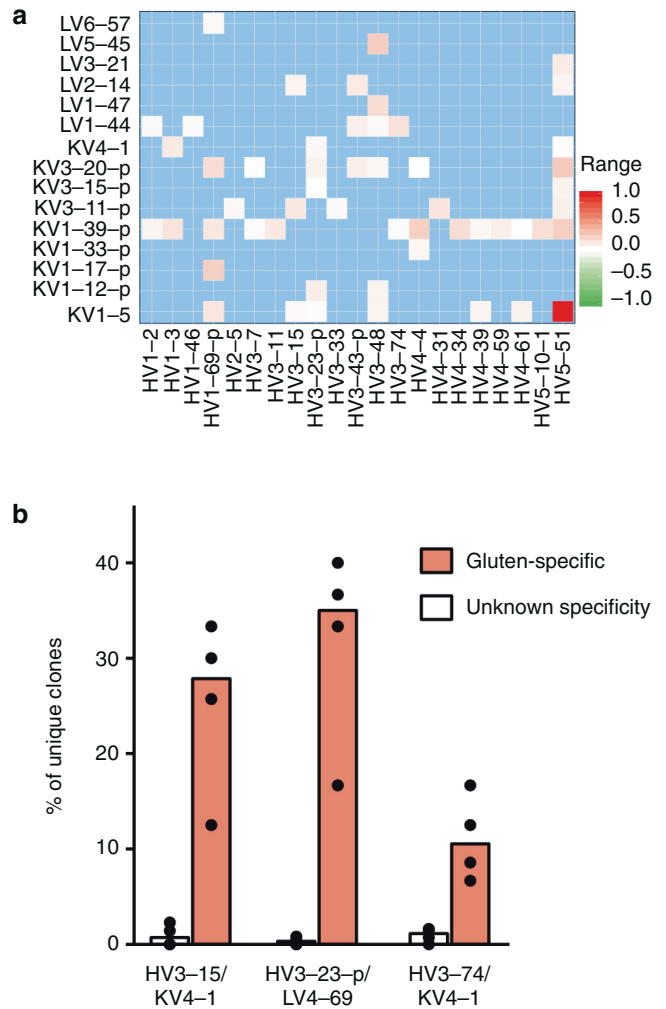 a
LV6–57
LV5–45
LV3–21
LV2–14
LV1–47
LV1–44
KV4–1
KV3–20–p
KV3–15–p
KV3–11–p
KV1–39–p
KV1–33–p
KV1–17–p
KV1–12–p
KV1–5
Range
1.0
0.5
0.0
–0.5
–1.0
HV1–2
HV1–3
HV1–46
HV1–69–p
HV2–5
HV3–7
HV3–11
HV3–15
HV3–23–p
HV3–33
HV3–43–p
HV3–48
HV3–74
HV4–4
HV4–31
HV4–34
HV4–39
HV4–59
HV4–61
HV5–10–1
HV5–51
b
% of unique clones
40
30
20
10
0
Gluten-specific
Unknown specificity
HV3–15/
KV4–1
HV3–23–p/
LV4–69
HV3–74/
KV4–1